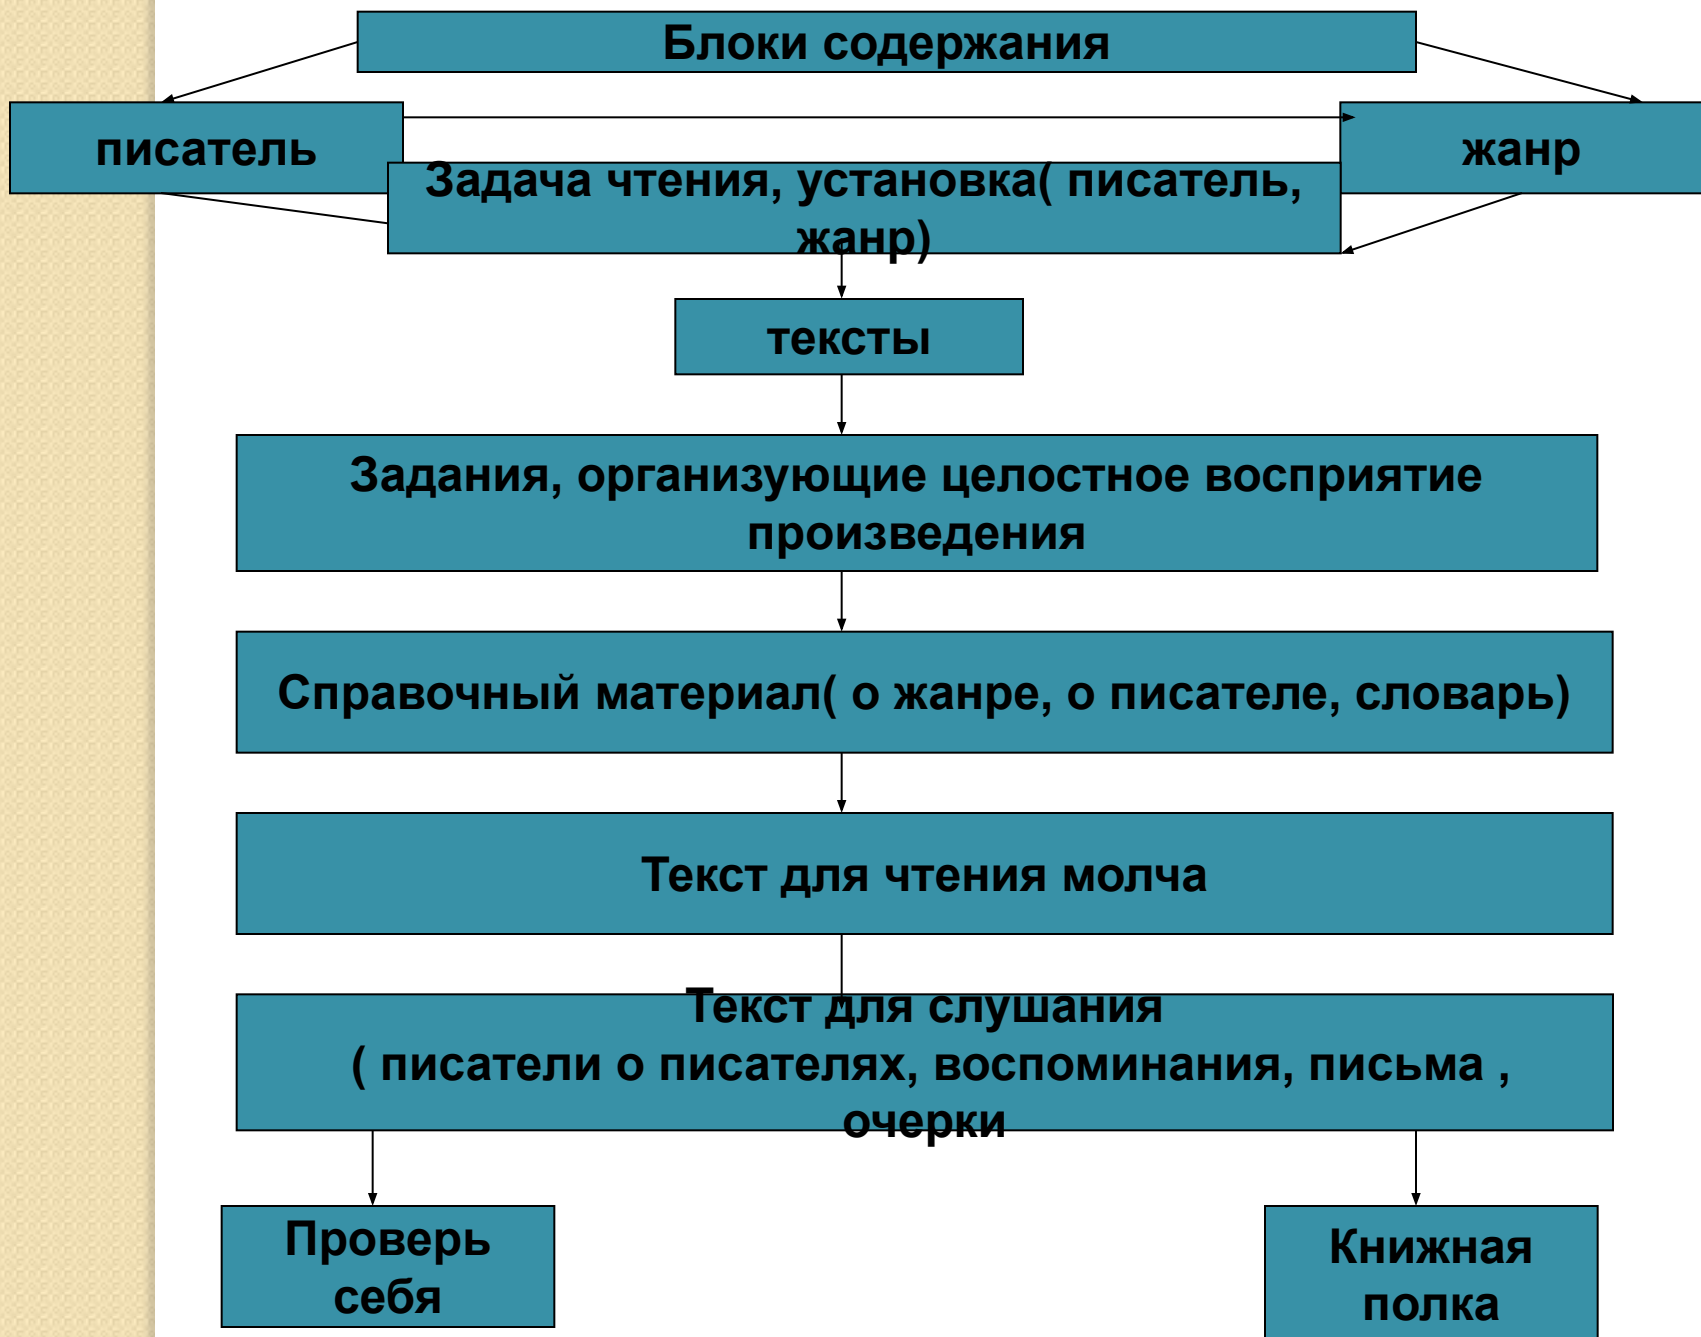 Блоки содержания
писатель
жанр
Задача чтения, установка( писатель,
жанр)
тексты
Задания, организующие целостное восприятие
произведения
Справочный материал( о жанре, о писателе, словарь)
Текст для чтения молча
Текст для слушания
( писатели о писателях, воспоминания, письма ,
очерки
Проверь
себя
Книжная
полка